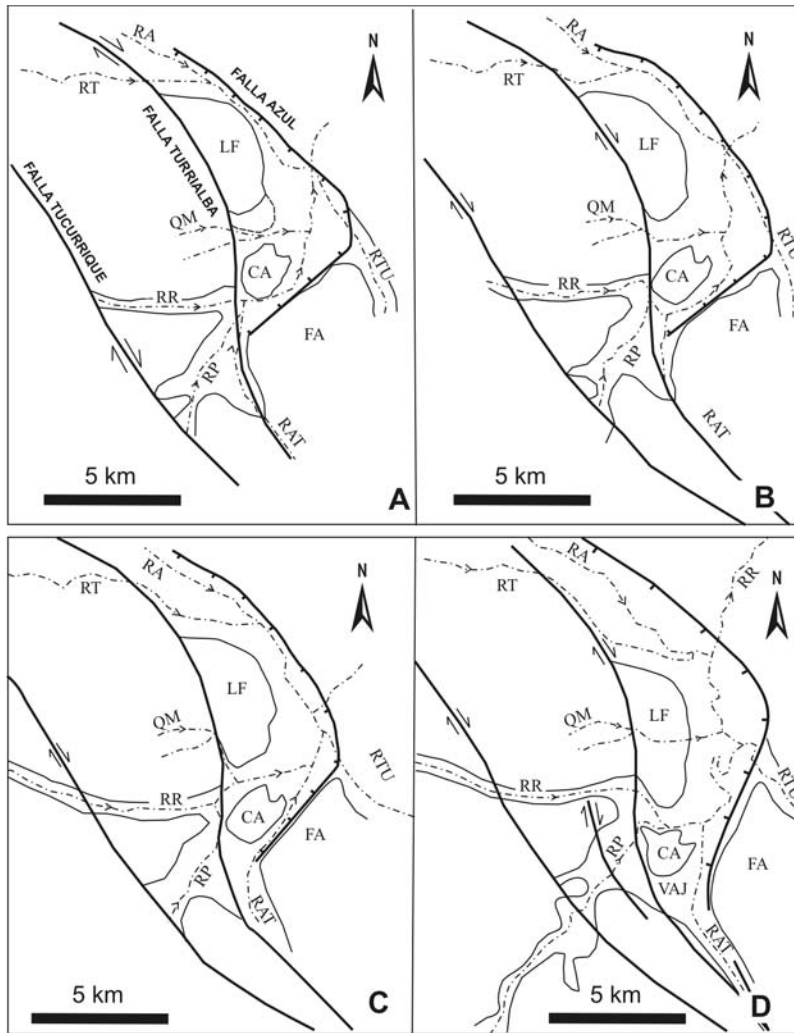 RA
N
RT
FALLA AZUL
FALLA TURRIALBA
LF
FALLA TUCURRIQUE
QM
RTU
CA
RR
FA
RP
RAT
5 km
A
RA
N
RT
LF
QM
RTU
CA
RR
FA
RP
RAT
5 km
B
RA
N
RT
LF
QM
RTU
RR
CA
FA
RP
RAT
5 km
C
RA
RR
N
RT
LF
QM
RTU
RR
CA
RP
FA
VAJ
RAT
5 km
D